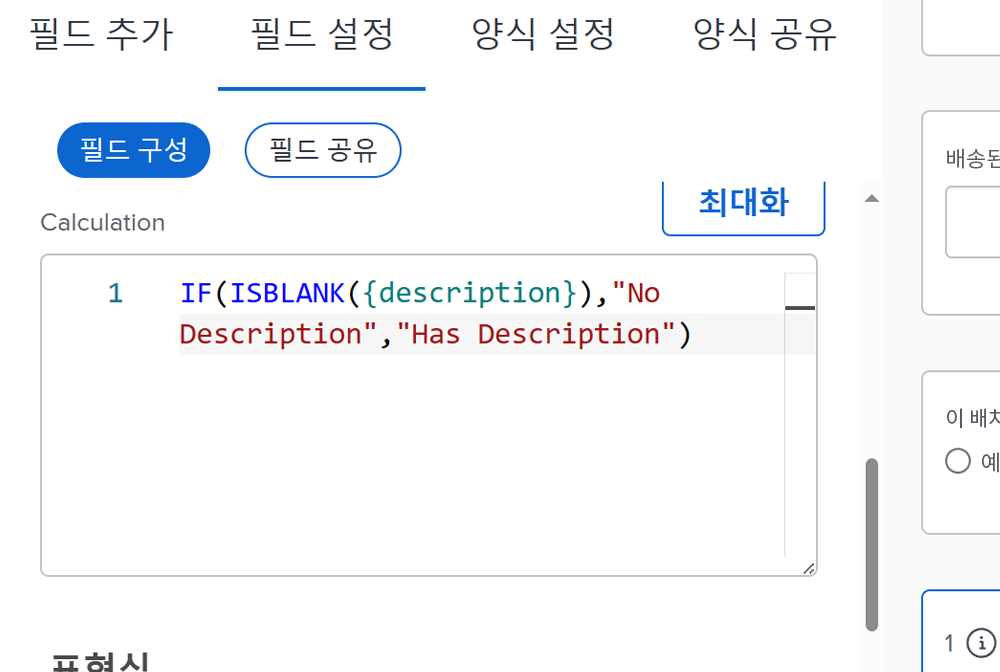 필드 추가 필드 설정 양식 설정 양식 공유
필드 구성 필드 공유
Calculation
최대화
1 IF(ISBLANK({description}),"No
Description","Has Description")
표현식
배송된
이 배치
예
1